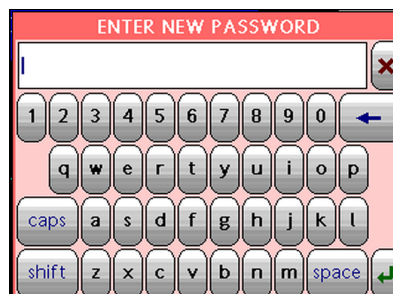 ENTER NEW PASSWORD
1 2 3 4 5 6 7 8 9 0
q w e r t y u i o p
caps a s d f g h j k l
shift z x c v b n m space